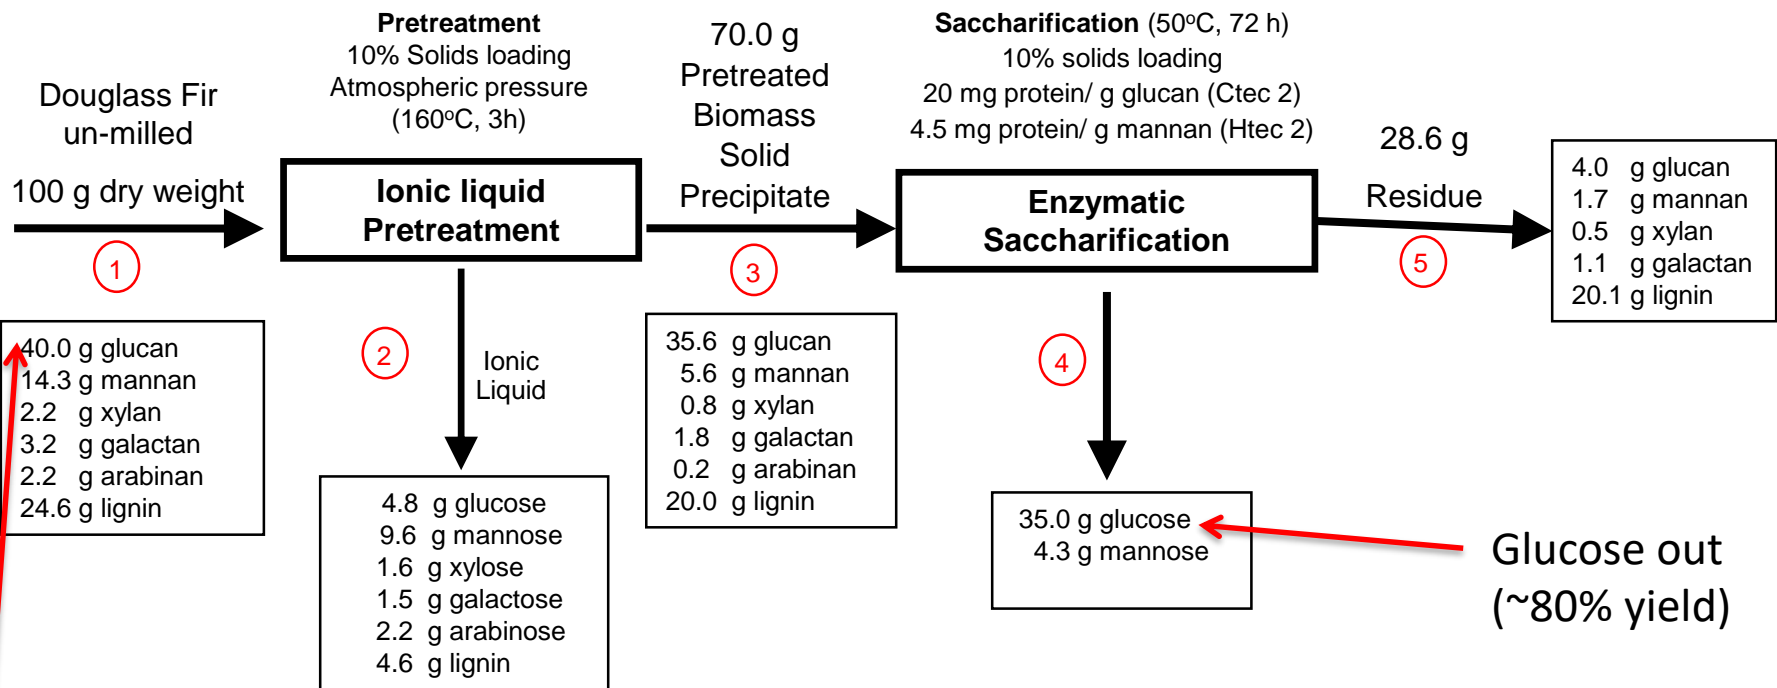 Douglass Fir
un-milled
100 g dry weight
1
40.0 g glucan
14.3 g mannan
2.2 g xylan
3.2 g galactan
2.2 g arabinan
24.6 g lignin
Pretreatment
10% Solids loading
Atmospheric pressure
(160°C, 3h)
Ionic liquid
Pretreatment
2
Ionic
Liquid
4.8 g glucose
9.6 g mannose
1.6 g xylose
1.5 g galactose
2.2 g arabinose
4.6 g lignin
70.0 g
Pretreated
Biomass
Solid
Precipitate
3
35.6 g glucan
5.6 g mannan
0.8 g xylan
1.8 g galactan
0.2 g arabinan
20.0 g lignin
Saccharification (50°C, 72 h)
10% solids loading
20 mg protein/ g glucan (Ctec 2)
4.5 mg protein/ g mannan (Htec 2)
Enzymatic
Saccharification
4
35.0 g glucose
4.3 g mannose
Glucose out
(~80% yield)
28.6 g
Residue
5
4.0 g glucan
1.7 g mannan
0.5 g xylan
1.1 g galactan
20.1 g lignin